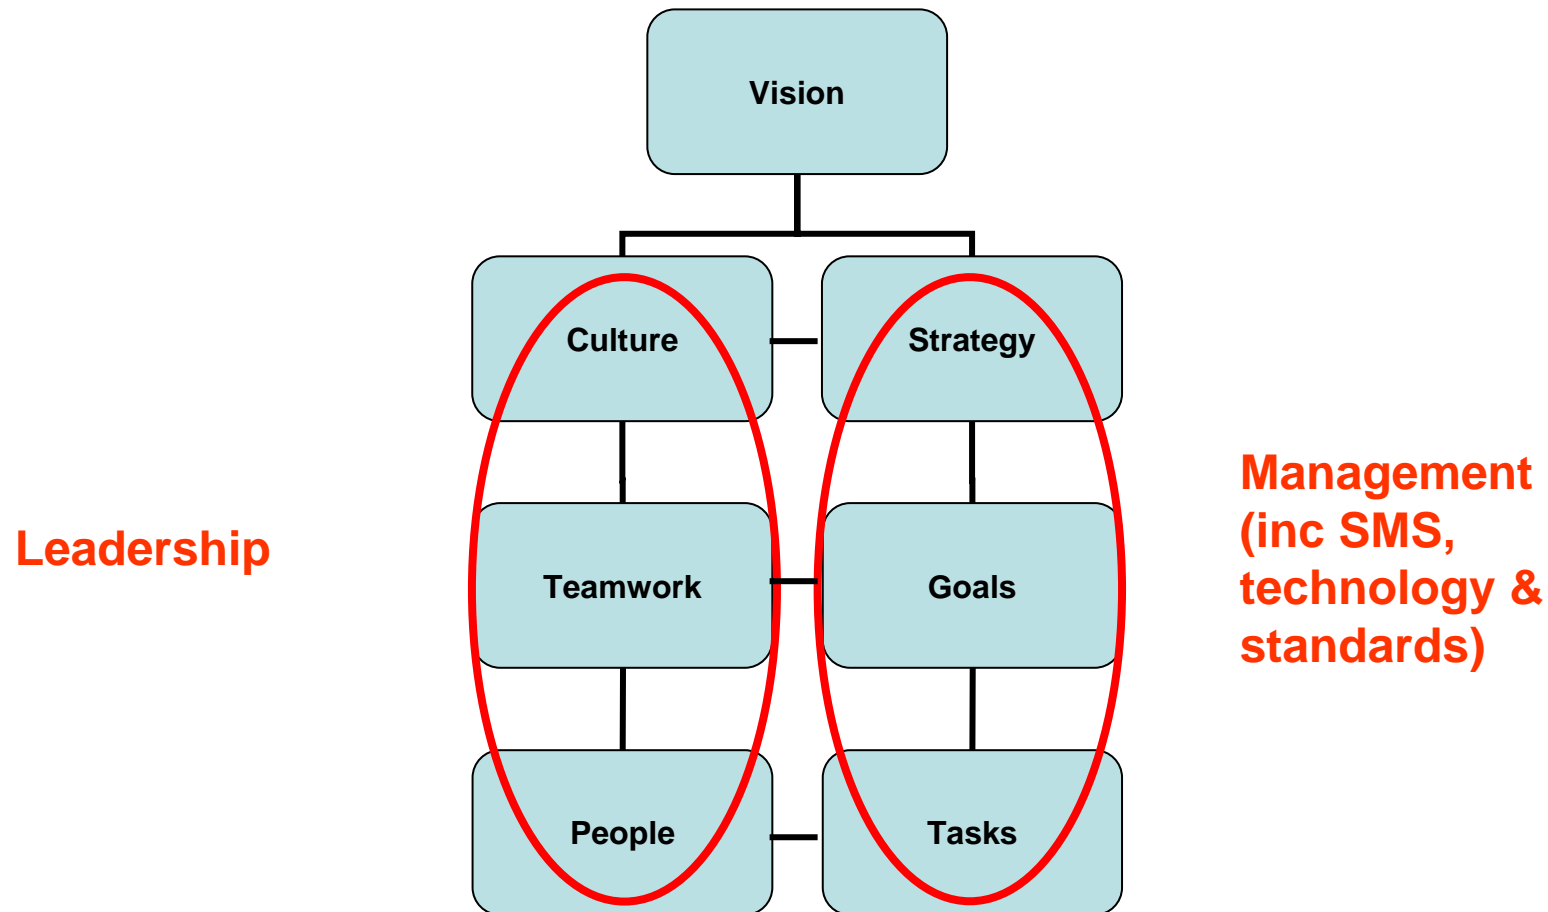 Vision
Culture
Strategy
Leadership
Teamwork
Goals
Management
(inc SMS,
technology &
standards)
People
Tasks